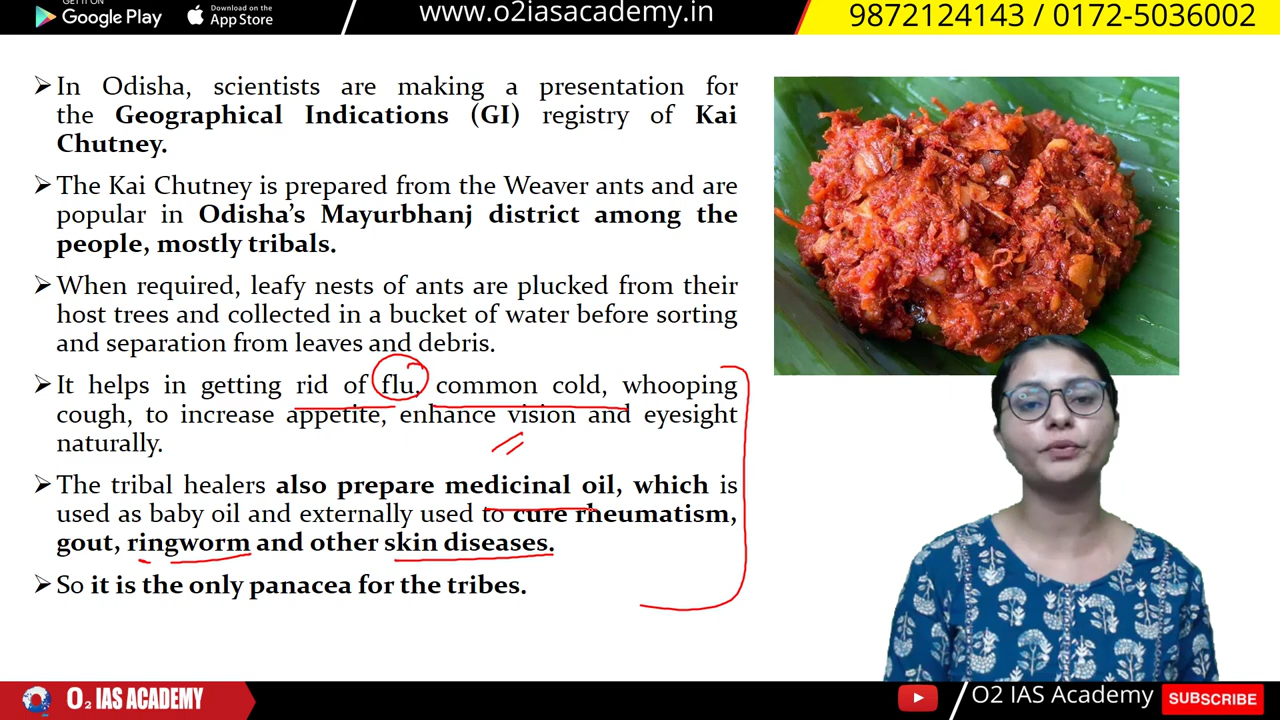 GET IT ON
Google Play
Download on the
App Store
www.o2iasacademy.in
9872124143 / 0172-5036002
➢ In Odisha, scientists are making a presentation for
the Geographical Indications (GI) registry of Kai
Chutney.
➢ The Kai Chutney is prepared from the Weaver ants and are
popular in Odisha’s Mayurbhanj district among the
people, mostly tribals.
➢ When required, leafy nests of ants are plucked from their
host trees and collected in a bucket of water before sorting
and separation from leaves and debris.
➢ It helps in getting rid of flu, common cold, whooping
cough, to increase appetite, enhance vision and eyesight
naturally.
➢ The tribal healers also prepare medicinal oil, which is
used as baby oil and externally used to cure rheumatism,
gout, ringworm and other skin diseases.
➢ So it is the only panacea for the tribes.
O2 IAS ACADEMY
O2 IAS Academy
SUBSCRIBE